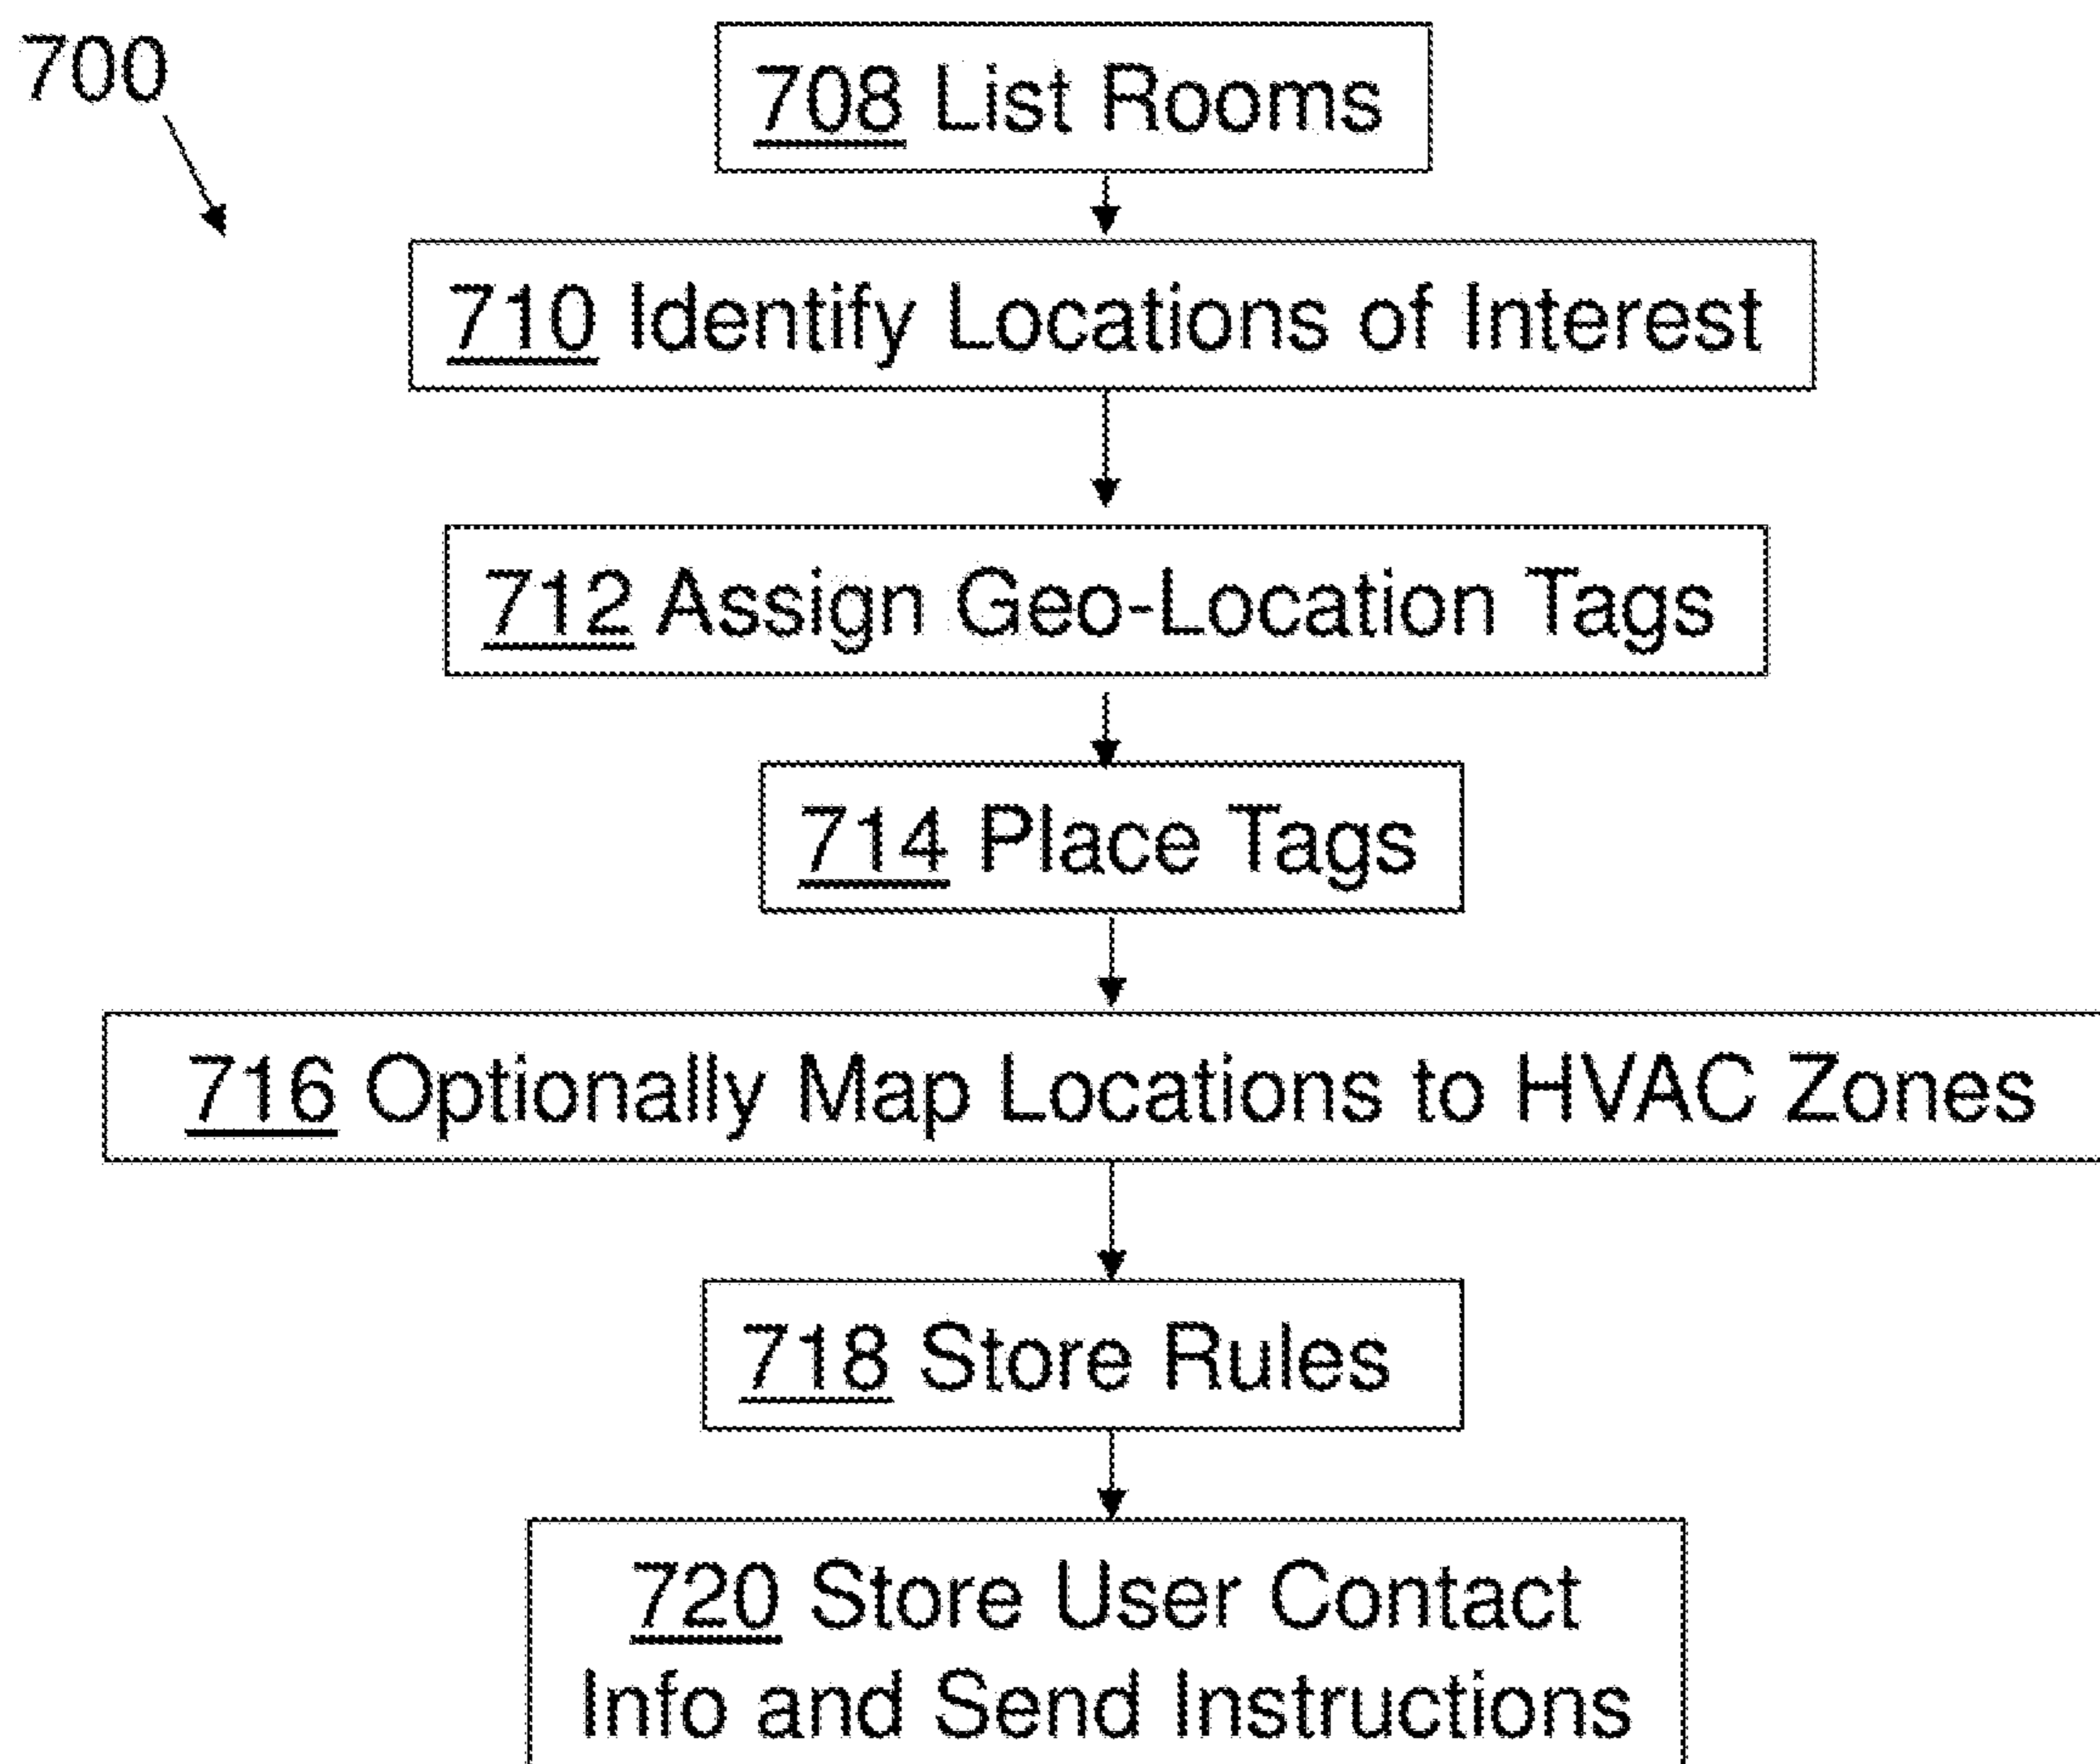 700
708 List Rooms
710 Identify Locations of Interest
712 Assign Geo-Location Tags
714 Place Tags
716 Optionally Map Locations to HVAC Zones
718 Store Rules
720 Store User Contact
Info and Send Instructions